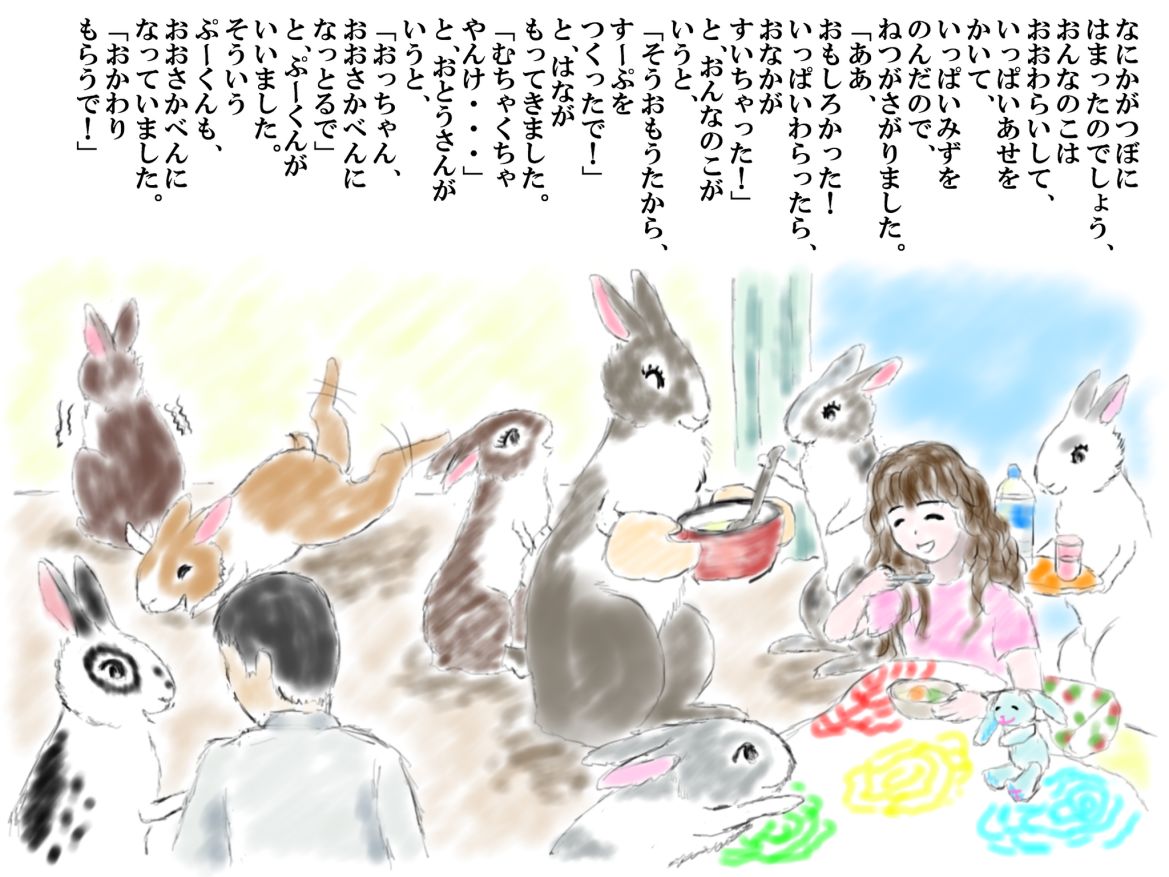 なにかがつぼに
はまったのでしょう、
おんなのこは
おおわらいして、
いっぱいあせを
かいて、
いっぱいみずを
のんだので、
ねつがさがりました。
「ああ、
おもしろかった！
いっぱいわらったら、
おなかが
すいちゃった！」
と、おんなのこが
いうと、
「そうおもうたから、
すーぷを
つくったで！」
と、はなが
もってきました。
「むちゃくちゃ
やんけ・・・」
と、おとうさんが
いうと、
「おっちゃん、
おおさかべんに
なっとるで」
と、ぷーくんが
いいました。
そういう
ぷーくんも、
おおさかべんに
なっていました。
「おかわり
もらうで！」